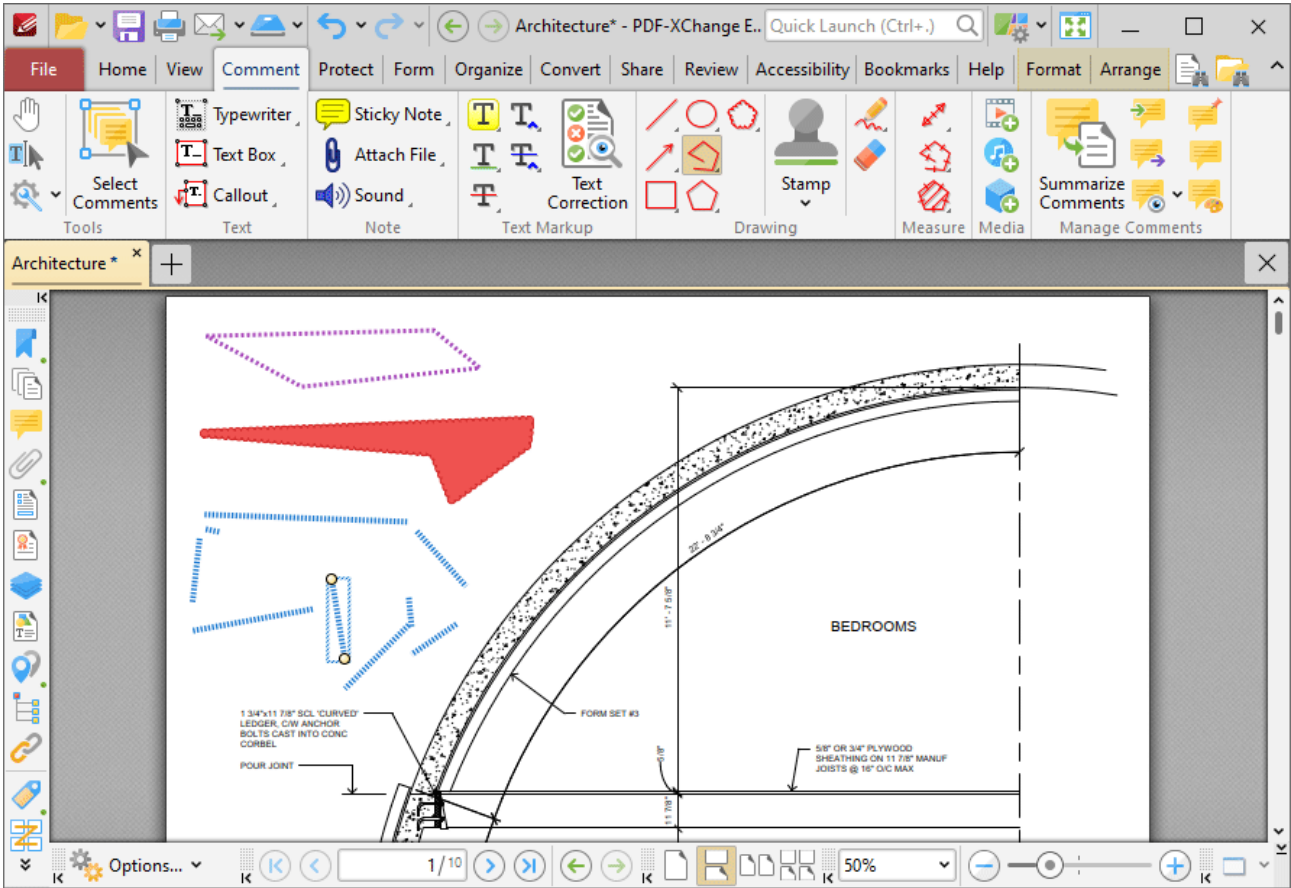 Architecture* - PDF-XChange E..
Quick Launch (Ctrl+.)
File Home View Comment Protect Form Organize Convert Share Review Accessibility Bookmarks Help Format Arrange
Select Comments
Tools
Typewriter
Text Box
Callout
Text
Sticky Note
Attach File
Sound
Note
Text Correction
Text Markup
Drawing
Stamp
Measure
Media
Summarize Comments
Manage Comments
Architecture *
22' - 8 3/4"
11' - 7 5/8"
BEDROOMS
1 3/4"x11 7/8" SCL 'CURVED'
LEDGER, C/W ANCHOR
BOLTS CAST INTO CONC
CORBEL
POUR JOINT
FORM SET #3
5/8"
5/8" OR 3/4" PLYWOOD
SHEATHING ON 11 7/8" MANUF
JOISTS @ 16" O/C MAX
11 7/8"
Options...
1/10
50%